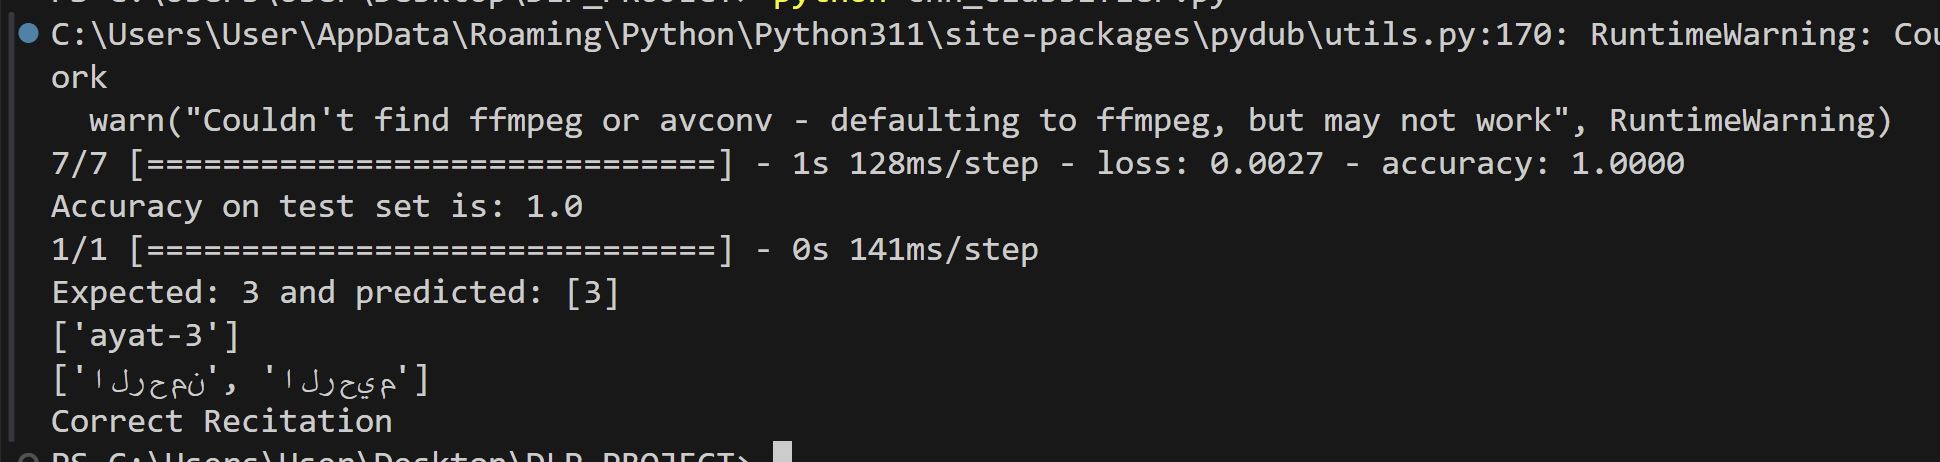 C:\Users\User\AppData\Roaming\Python\Python311\site-packages\pydub\utils.py:170: RuntimeWarning:
ork
  warn("Couldn't find ffmpeg or avconv - defaulting to ffmpeg, but may not work", RuntimeWarning)
7/7 [==============================] - 1s 128ms/step - loss: 0.0027 - accuracy: 1.0000
Accuracy on test set is: 1.0
1/1 [==============================] - 0s 141ms/step
Expected: 3 and predicted: [3]
['ayat-3']
['الرحمن', 'الرحيم']
Correct Recitation
PS C:\Users\User\Desktop\DLP_PROJECT>